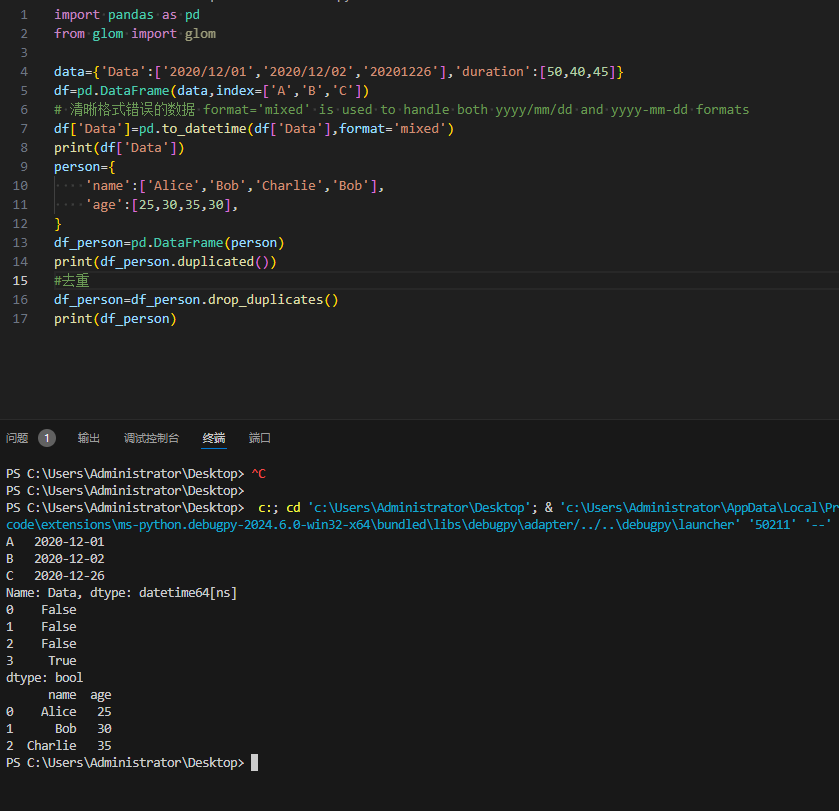 1 import pandas as pd
2 from glom import glom
3
4 data={'Data':['2020/12/01','2020/12/02','20201226'],'duration':[50,40,45]}
5 df=pd.DataFrame(data,index=['A','B','C'])
6 # 清晰格式错误的数据 format='mixed' is used to handle both yyyy/mm/dd and yyyy-mm-dd formats
7 df['Data']=pd.to_datetime(df['Data'],format='mixed')
8 print(df['Data'])
9 person={
10     'name':['Alice','Bob','Charlie','Bob'],
11     'age':[25,30,35,30],
12 }
13 df_person=pd.DataFrame(person)
14 print(df_person.duplicated())
15 #去重
16 df_person=df_person.drop_duplicates()
17 print(df_person)
问题 1 输出 调试控制台 终端 端口
PS C:\Users\Administrator\Desktop> ^C
PS C:\Users\Administrator\Desktop>
PS C:\Users\Administrator\Desktop>  c:; cd 'c:\Users\Administrator\Desktop'; & 'c:\Users\Administrator\AppData\Local\Pr
code\extensions\ms-python.debugpy-2024.6.0-win32-x64\bundled\libs\debugpy\adapter/../..\debugpy\launcher' '50211' '--'
A   2020-12-01
B   2020-12-02
C   2020-12-26
Name: Data, dtype: datetime64[ns]
0    False
1    False
2    False
3     True
dtype: bool
      name  age
0    Alice   25
1      Bob   30
2  Charlie   35
PS C:\Users\Administrator\Desktop>